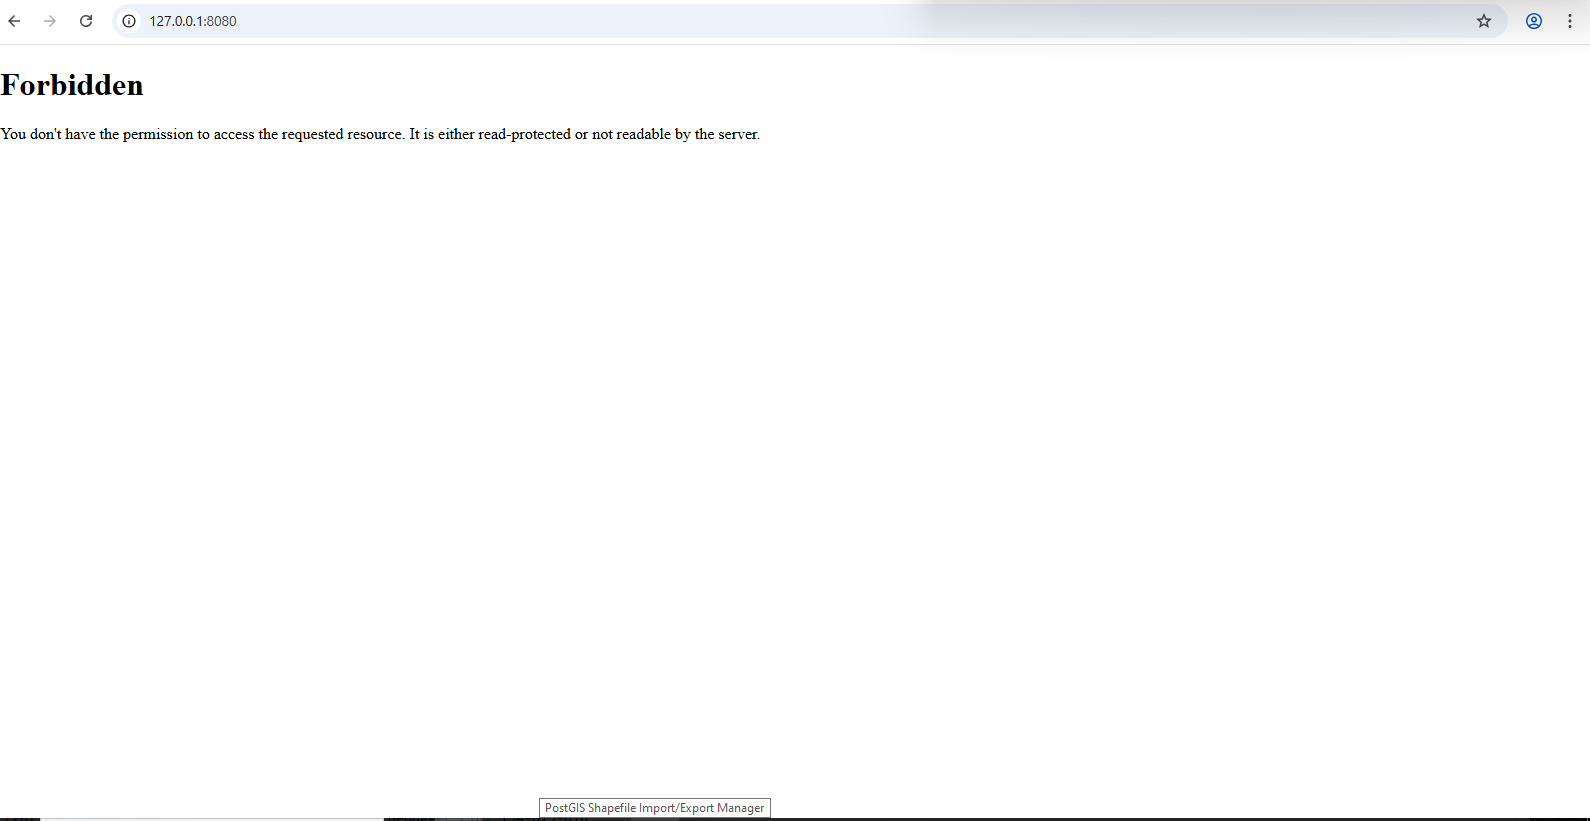 127.0.0.1:8080
Forbidden
You don't have the permission to access the requested resource. It is either read-protected or not readable by the server.
PostGIS Shapefile Import/Export Manager